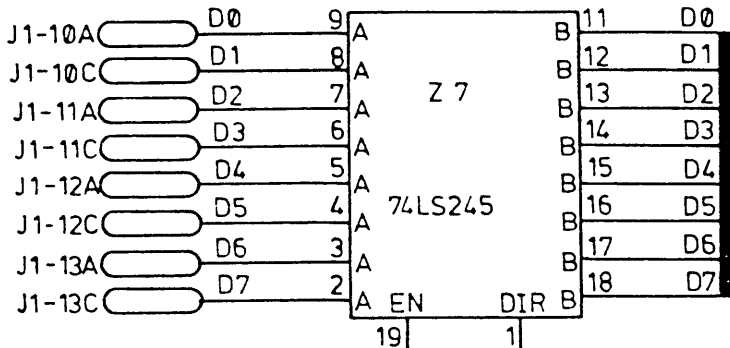 J1-10A D0 9 A B 11 D0
J1-10C D1 8 A B 12 D1
J1-11A D2 7 A Z 7 B 13 D2
J1-11C D3 6 A B 14 D3
J1-12A D4 5 A B 15 D4
J1-12C D5 4 A 74LS245 B 16 D5
J1-13A D6 3 A B 17 D6
J1-13C D7 2 A EN DIR B 18 D7
19 1